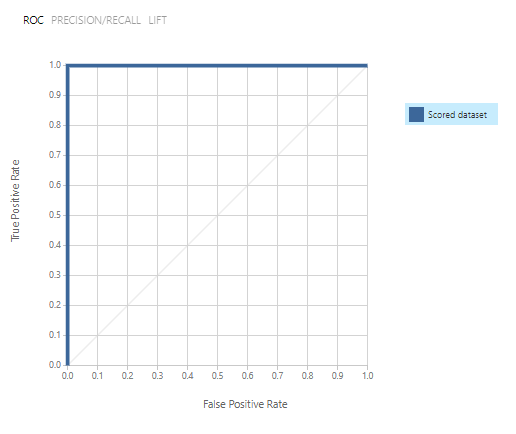 ROC PRECISION/RECALL LIFT
1.0
0.9
0.8
0.7
0.6
0.5
0.4
0.3
0.2
0.1
0.0
True Positive Rate
0.0 0.1 0.2 0.3 0.4 0.5 0.6 0.7 0.8 0.9 1.0
False Positive Rate
Scored dataset